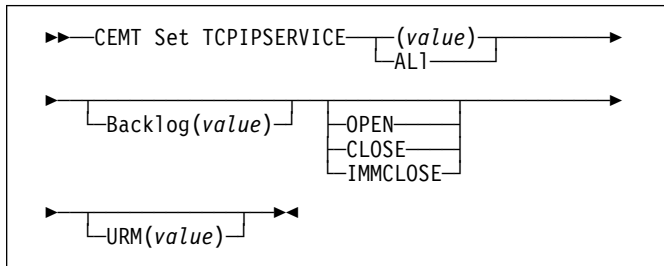 CEMT Set TCPIPSERVICE (value)
ALl
Backlog(value) OPEN
CLOSE
IMMCLOSE
URM(value)